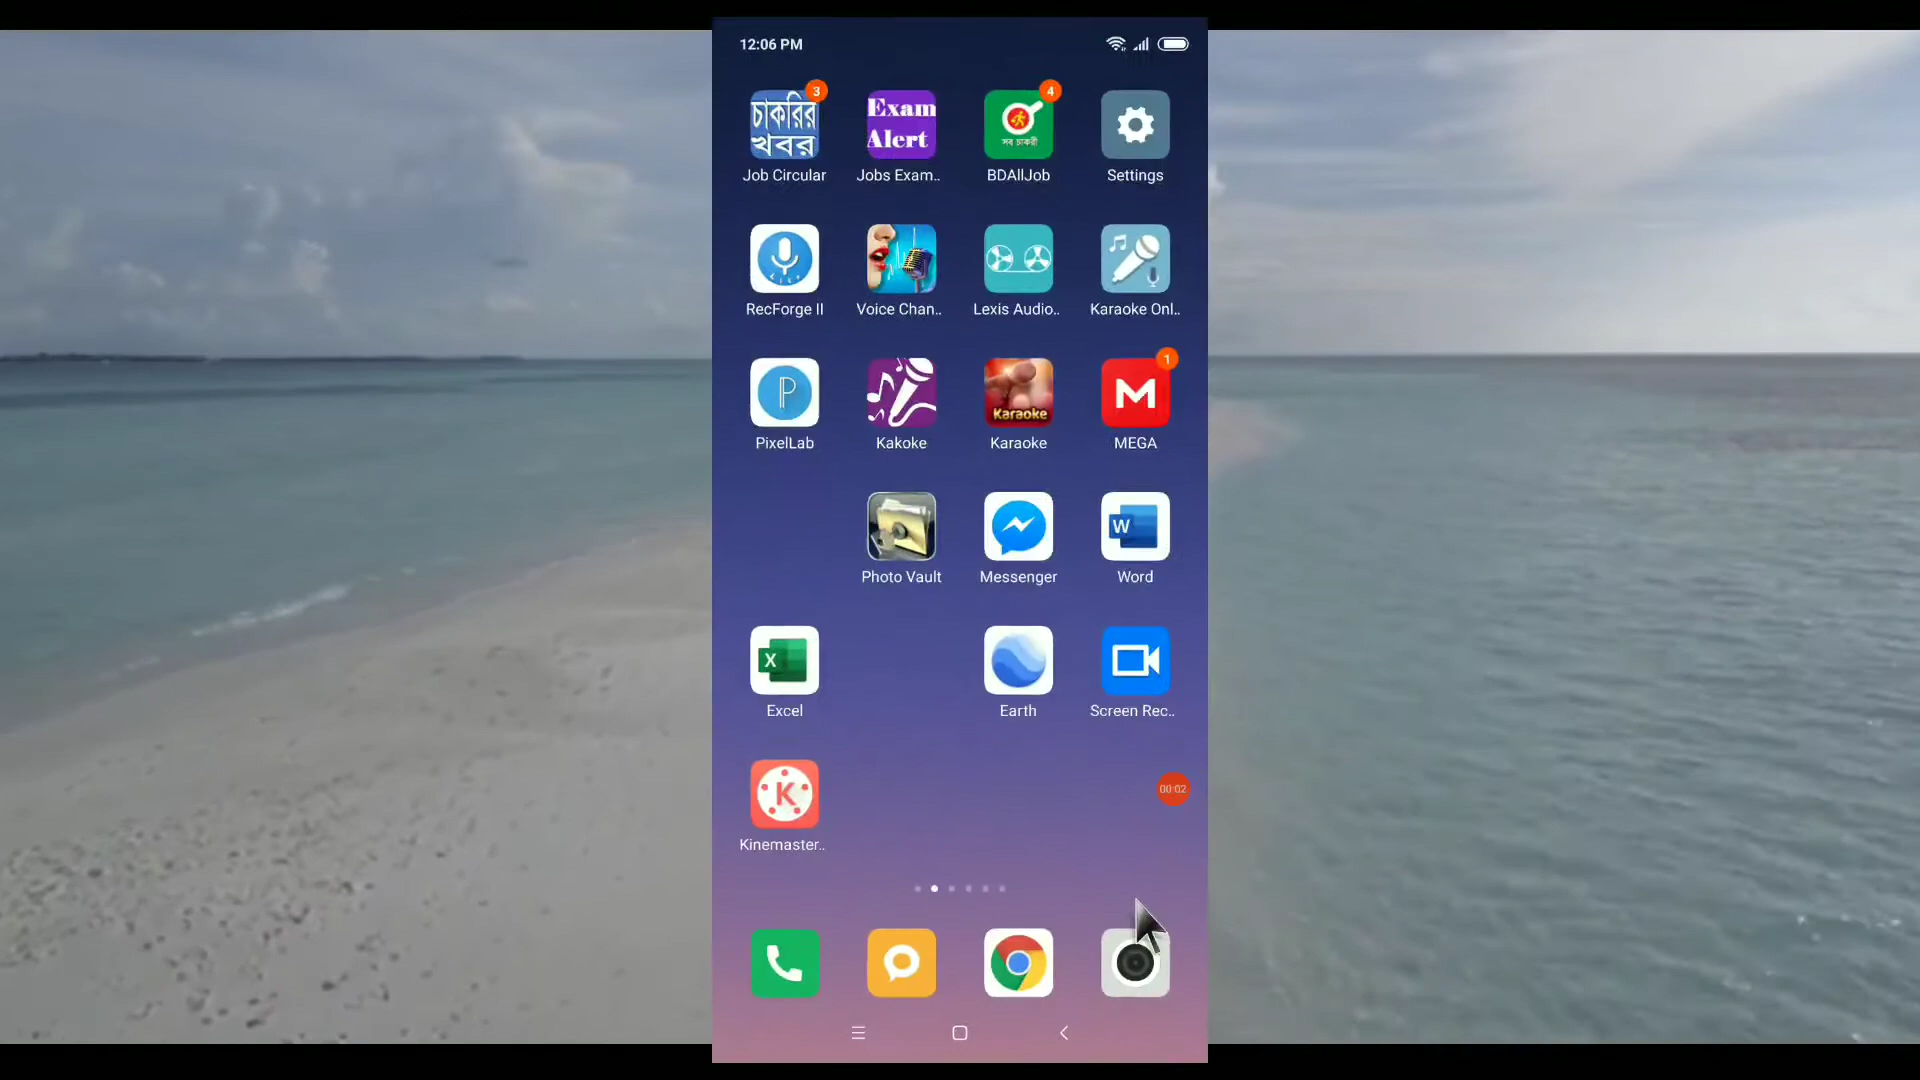 12:06 PM
3
4
চাকরির
খবর
Exam
Alert
সব চাকরী
Job Circular
Jobs Exam..
BDAllJob
Settings
RecForge II
Voice Chan..
Lexis Audio..
Karaoke Onl..
1
P
Karaoke
M
PixelLab
Kakoke
Karaoke
MEGA
W
Photo Vault
Messenger
Word
X
Excel
Earth
Screen Rec..
K
00:02
Kinemaster..